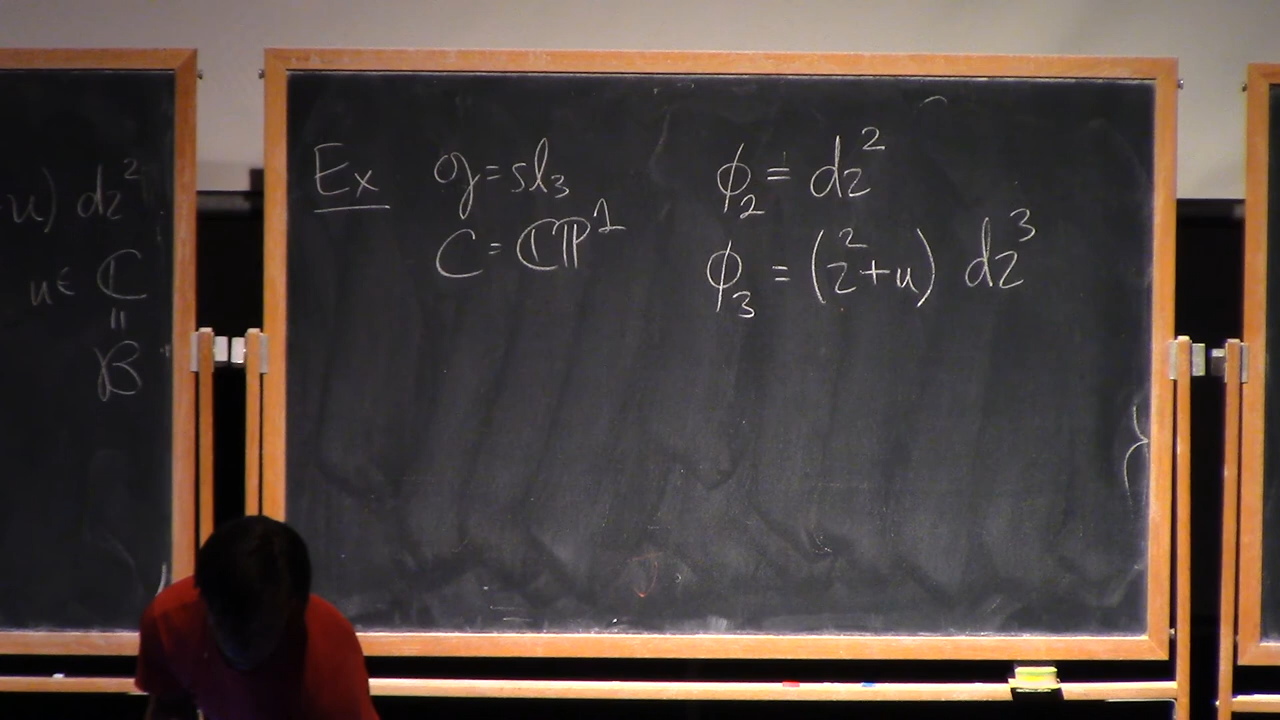 u) dz²
u ∈ ℂ
=
B
Ex 𝔤 = sl₃ ϕ₂ = dz²
C = ℂℙ¹ ϕ₃ = (z² + u) dz³